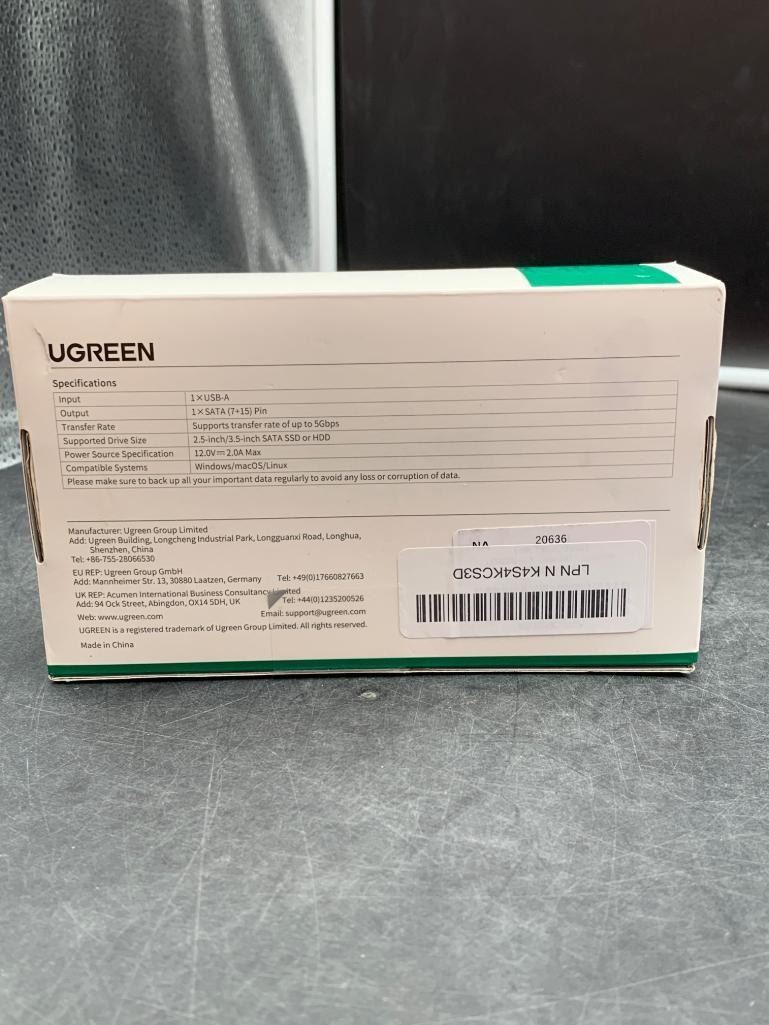 UGREEN
Specifications
Input 1×USB-A
Output 1×SATA (7+15) Pin
Transfer Rate Supports transfer rate of up to 5Gbps
Supported Drive Size 2.5-inch/3.5-inch SATA SSD or HDD
Power Source Specification 12.0V⎓2.0A Max
Compatible Systems Windows/macOS/Linux
Please make sure to back up all your important data regularly to avoid any loss or corruption of data.
Manufacturer: Ugreen Group Limited
Add: Ugreen Building, Longcheng Industrial Park, Longguanxi Road, Longhua,
Shenzhen, China
Tel: +86-755-28066530
EU REP: Ugreen Group GmbH
Add: Mannheimer Str. 13, 30880 Laatzen, Germany Tel: +49(0)17660827663
UK REP: Acumen International Business Consultancy Limited
Add: 94 Ock Street, Abingdon, OX14 5DH, UK Tel: +44(0)1235200526
Web: www.ugreen.com Email: support@ugreen.com
UGREEN is a registered trademark of Ugreen Group Limited. All rights reserved.
Made in China
NA 20636
LPN N K4S4KCS3D